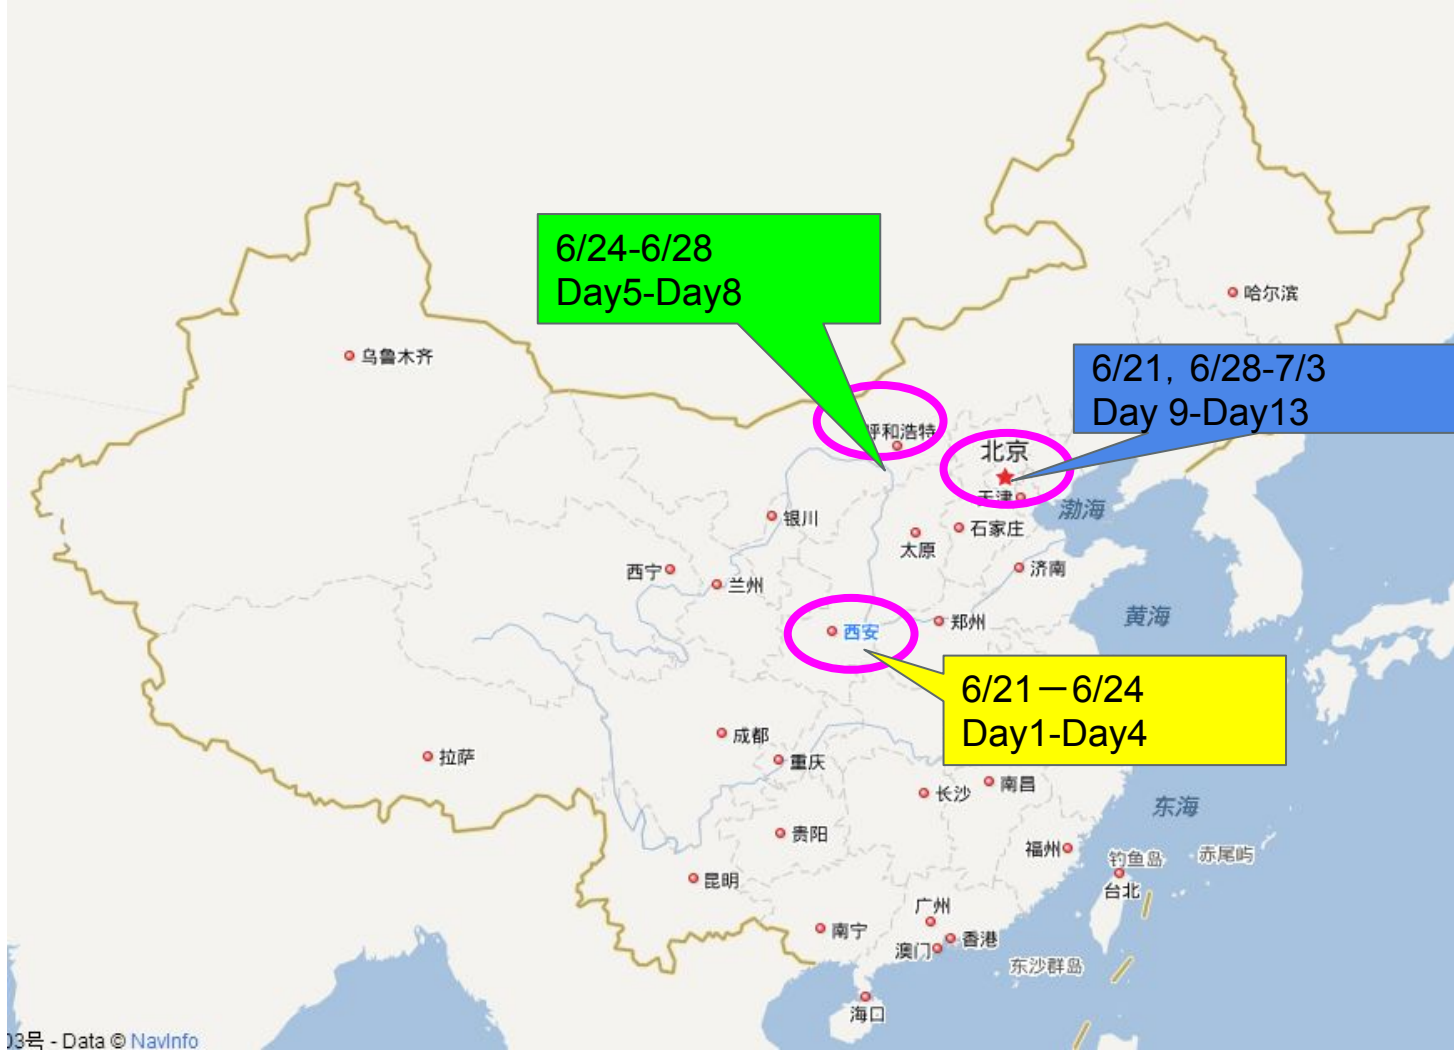 6/24-6/28
Day5-Day8
哈尔滨
乌鲁木齐
6/21, 6/28-7/3
Day 9-Day13
呼和浩特
北京
天津
渤海
银川
石家庄
太原
西宁
兰州
济南
西安
郑州
黄海
6/21－6/24
Day1-Day4
成都
拉萨
重庆
南昌
长沙
东海
贵阳
福州
钓鱼岛
赤尾屿
昆明
台北
广州
南宁
香港
澳门
东沙群岛
海口
03号 - Data © NavInfo